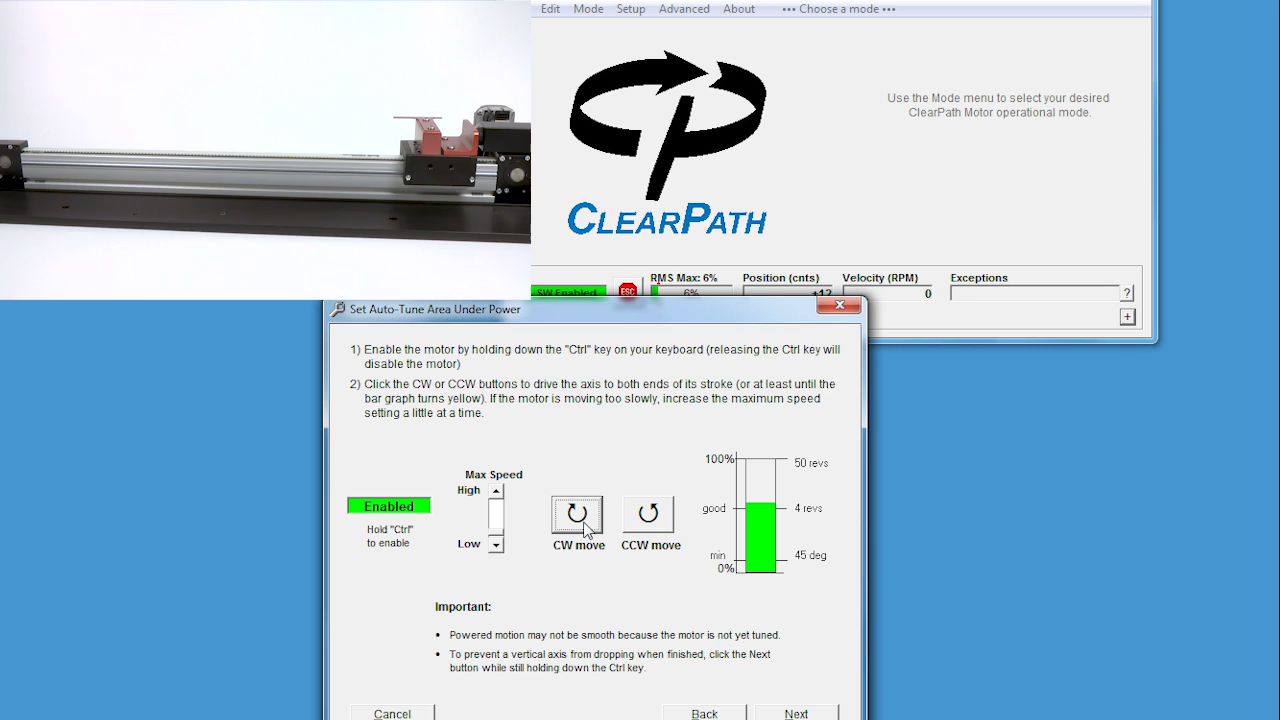 Edit Mode Setup Advanced About ••• Choose a mode •••
Use the Mode menu to select your desired
ClearPath Motor operational mode.
CLEARPATH
RMS Max: 6% Position (cnts) Velocity (RPM) Exceptions
SW Enabled ESC 6% +12 0 ?
+
Set Auto-Tune Area Under Power
1) Enable the motor by holding down the "Ctrl" key on your keyboard (releasing the Ctrl key will
disable the motor)
2) Click the CW or CCW buttons to drive the axis to both ends of its stroke (or at least until the
bar graph turns yellow). If the motor is moving too slowly, increase the maximum speed
setting a little at a time.
Max Speed
High
Low
Enabled
Hold "Ctrl"
to enable
CW move CCW move
100% 50 revs
good 4 revs
min 45 deg
0%
Important:
• Powered motion may not be smooth because the motor is not yet tuned.
• To prevent a vertical axis from dropping when finished, click the Next
button while still holding down the Ctrl key.
Cancel Back Next